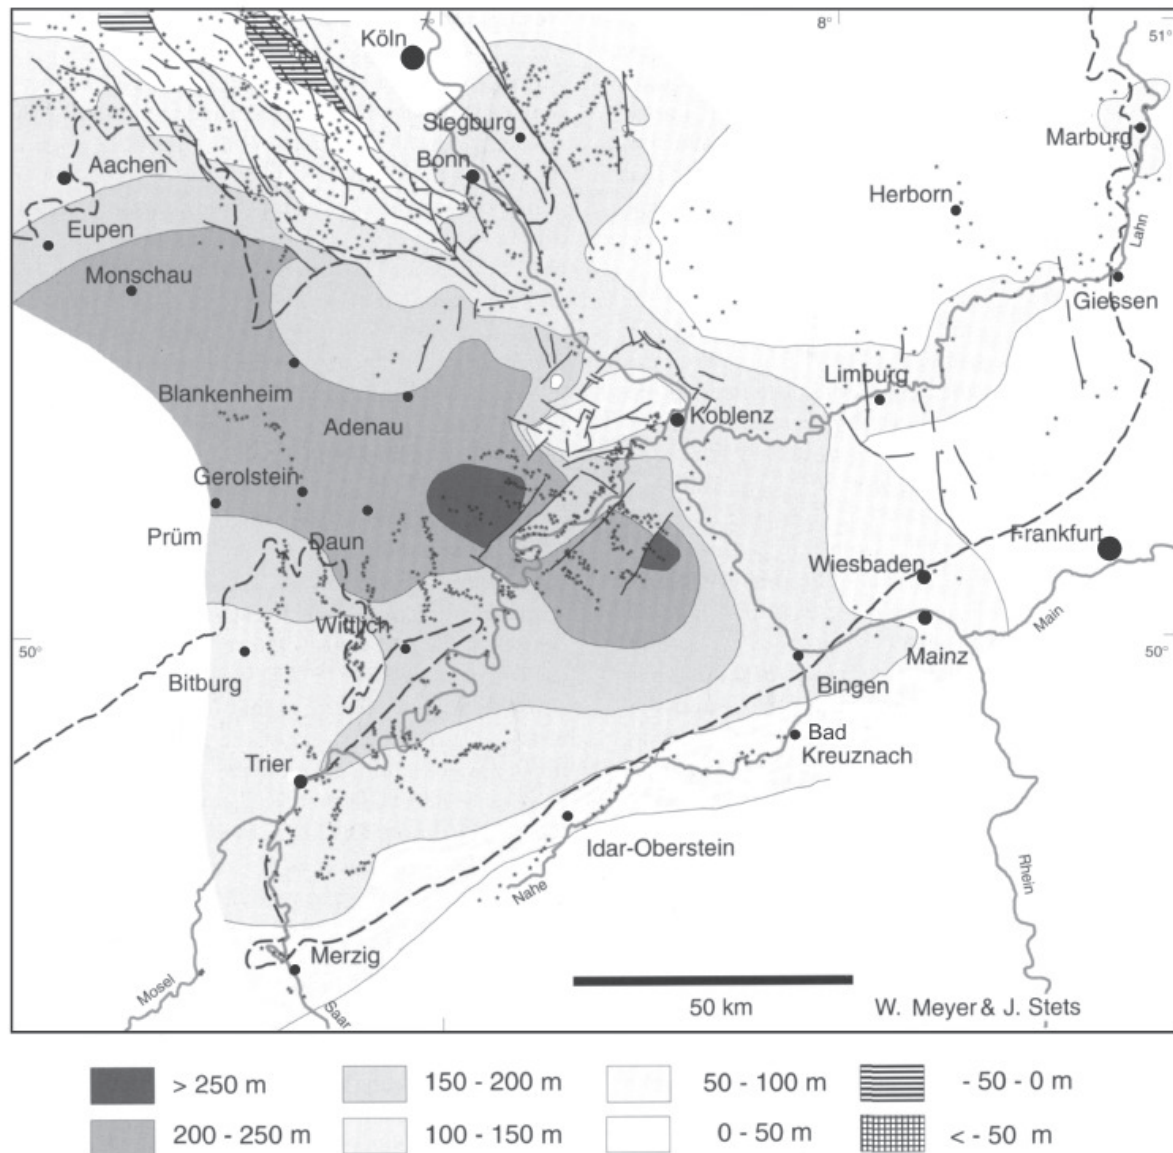 7°
8°
51°
Köln
Siegburg
Marburg
Bonn
Aachen
Herborn
Lahn
Eupen
Monschau
Giessen
Limburg
Blankenheim
Koblenz
Adenau
Gerolstein
Prüm
Daun
Frankfurt
Wiesbaden
Main
Wittlich
50°
50°
Mainz
Bitburg
Bingen
Bad
Kreuznach
Trier
Idar-Oberstein
Rhein
Nahe
Merzig
Mosel
Saar
50 km
W. Meyer & J. Stets
> 250 m
150 - 200 m
50 - 100 m
- 50 - 0 m
200 - 250 m
100 - 150 m
0 - 50 m
< - 50 m